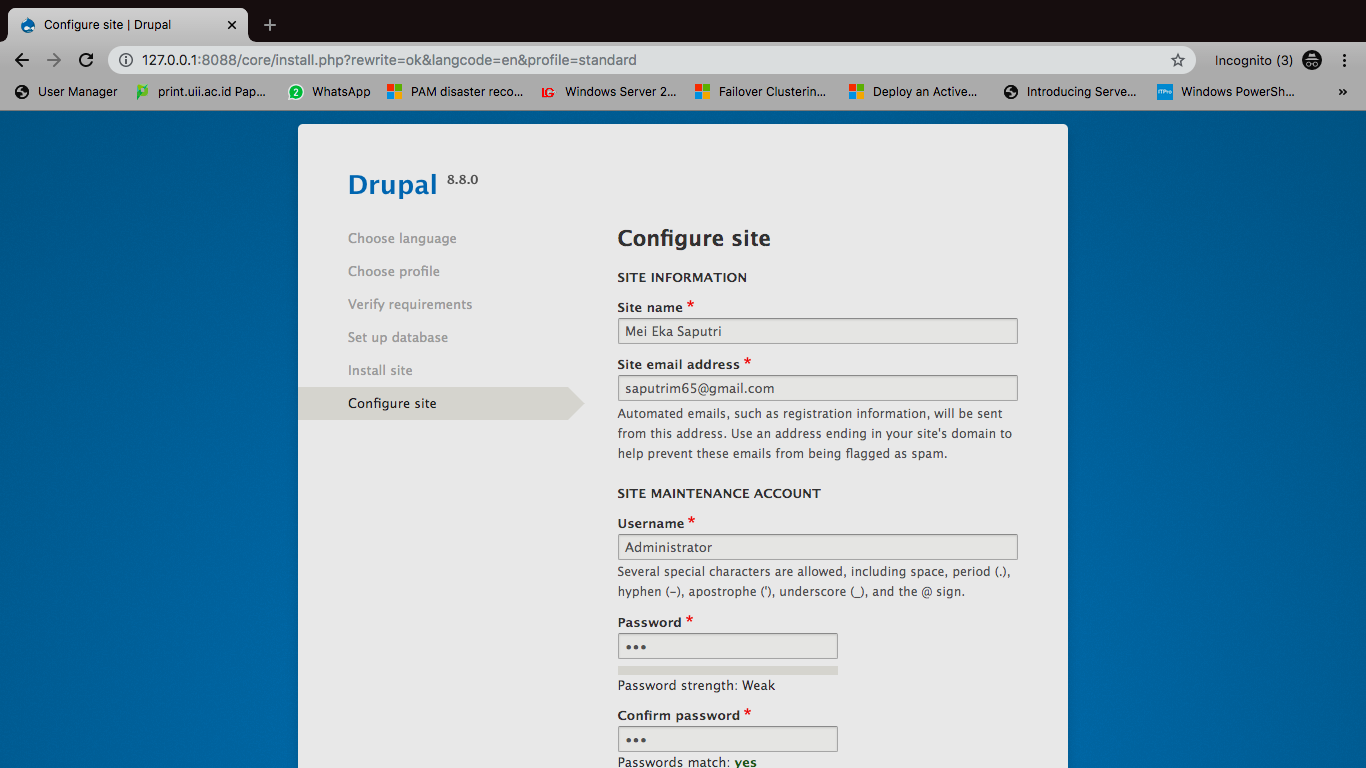 Configure site | Drupal
127.0.0.1:8088/core/install.php?rewrite=ok&langcode=en&profile=standard
Incognito (3)
User Manager
print.uii.ac.id Pap...
2
WhatsApp
PAM disaster reco...
LG
Windows Server 2...
Failover Clusterin...
Deploy an Active...
Introducing Serve...
ITPro
Windows PowerSh...
»
Drupal 8.8.0
Choose language
Choose profile
Verify requirements
Set up database
Install site
Configure site
Configure site
SITE INFORMATION
Site name *
Mei Eka Saputri
Site email address *
saputrim65@gmail.com
Automated emails, such as registration information, will be sent
from this address. Use an address ending in your site's domain to
help prevent these emails from being flagged as spam.
SITE MAINTENANCE ACCOUNT
Username *
Administrator
Several special characters are allowed, including space, period (.),
hyphen (-), apostrophe ('), underscore (_), and the @ sign.
Password *
•••
Password strength: Weak
Confirm password *
•••
Passwords match: yes